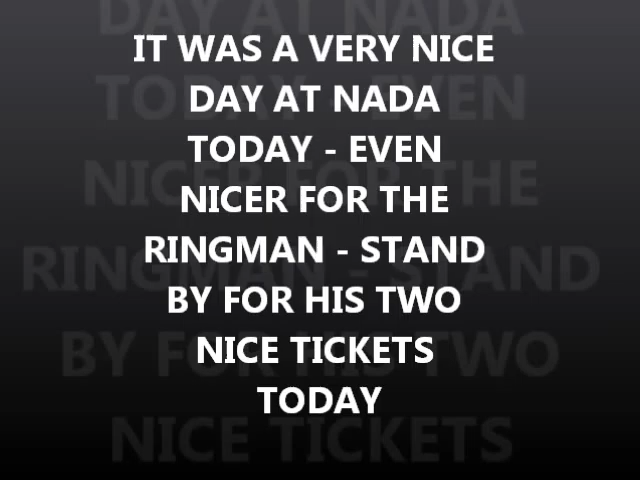 IT WAS A VERY NICE
DAY AT NADA
TODAY - EVEN
NICER FOR THE
RINGMAN - STAND
BY FOR HIS TWO
NICE TICKETS
TODAY